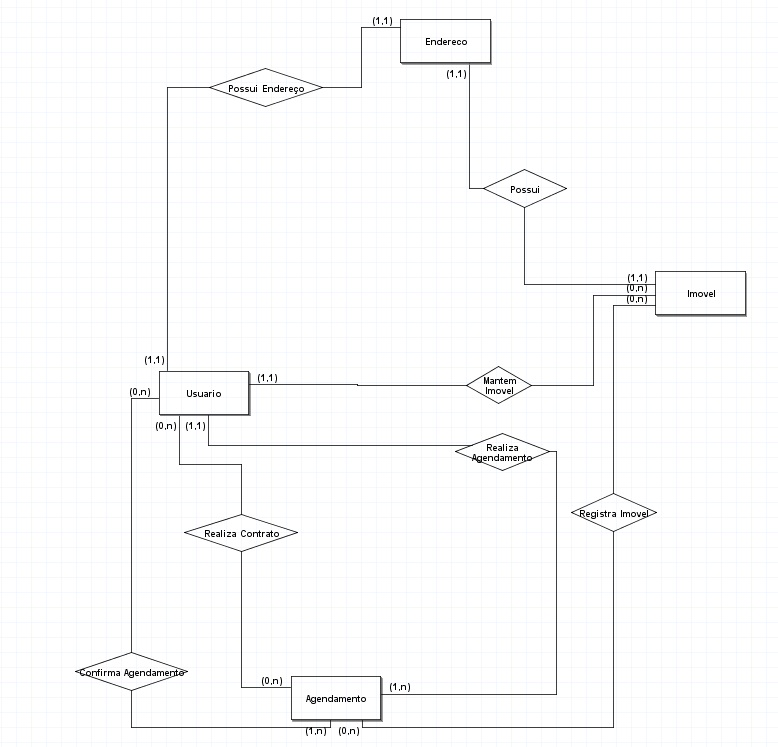 (1,1)
Endereco
(1,1)
Possui Endereço
Possui
(1,1)
(0,n)
(0,n)
Imovel
(1,1)
(1,1)
Mantem
Imovel
(0,n)
Usuario
(0,n)
(1,1)
Realiza
Agendamento
Registra Imovel
Realiza Contrato
Confirma Agendamento
(0,n)
(1,n)
Agendamento
(1,n)
(0,n)